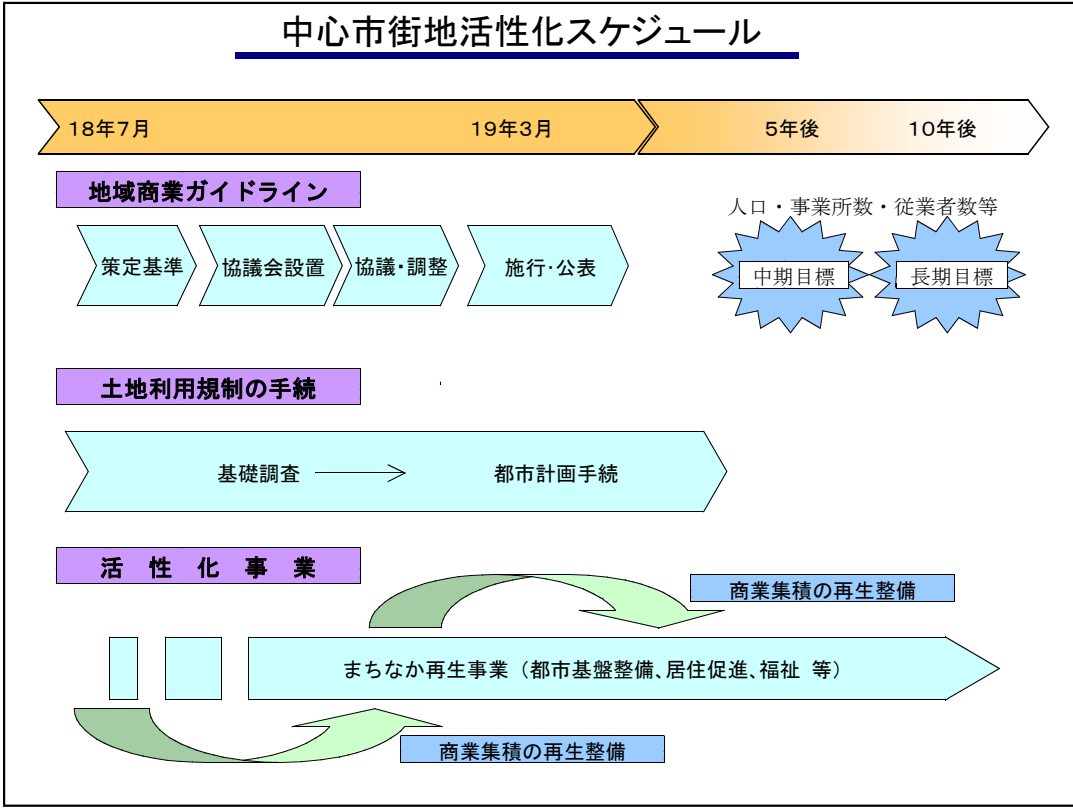 中心市街地活性化スケジュール
18年7月
19年3月
5年後
10年後
地域商業ガイドライン
人口・事業所数・従業者数等
策定基準
協議会設置
協議・調整
施行・公表
中期目標
長期目標
土地利用規制の手続
基礎調査
都市計画手続
活性化事業
商業集積の再生整備
まちなか再生事業（都市基盤整備、居住促進、福祉 等）
商業集積の再生整備